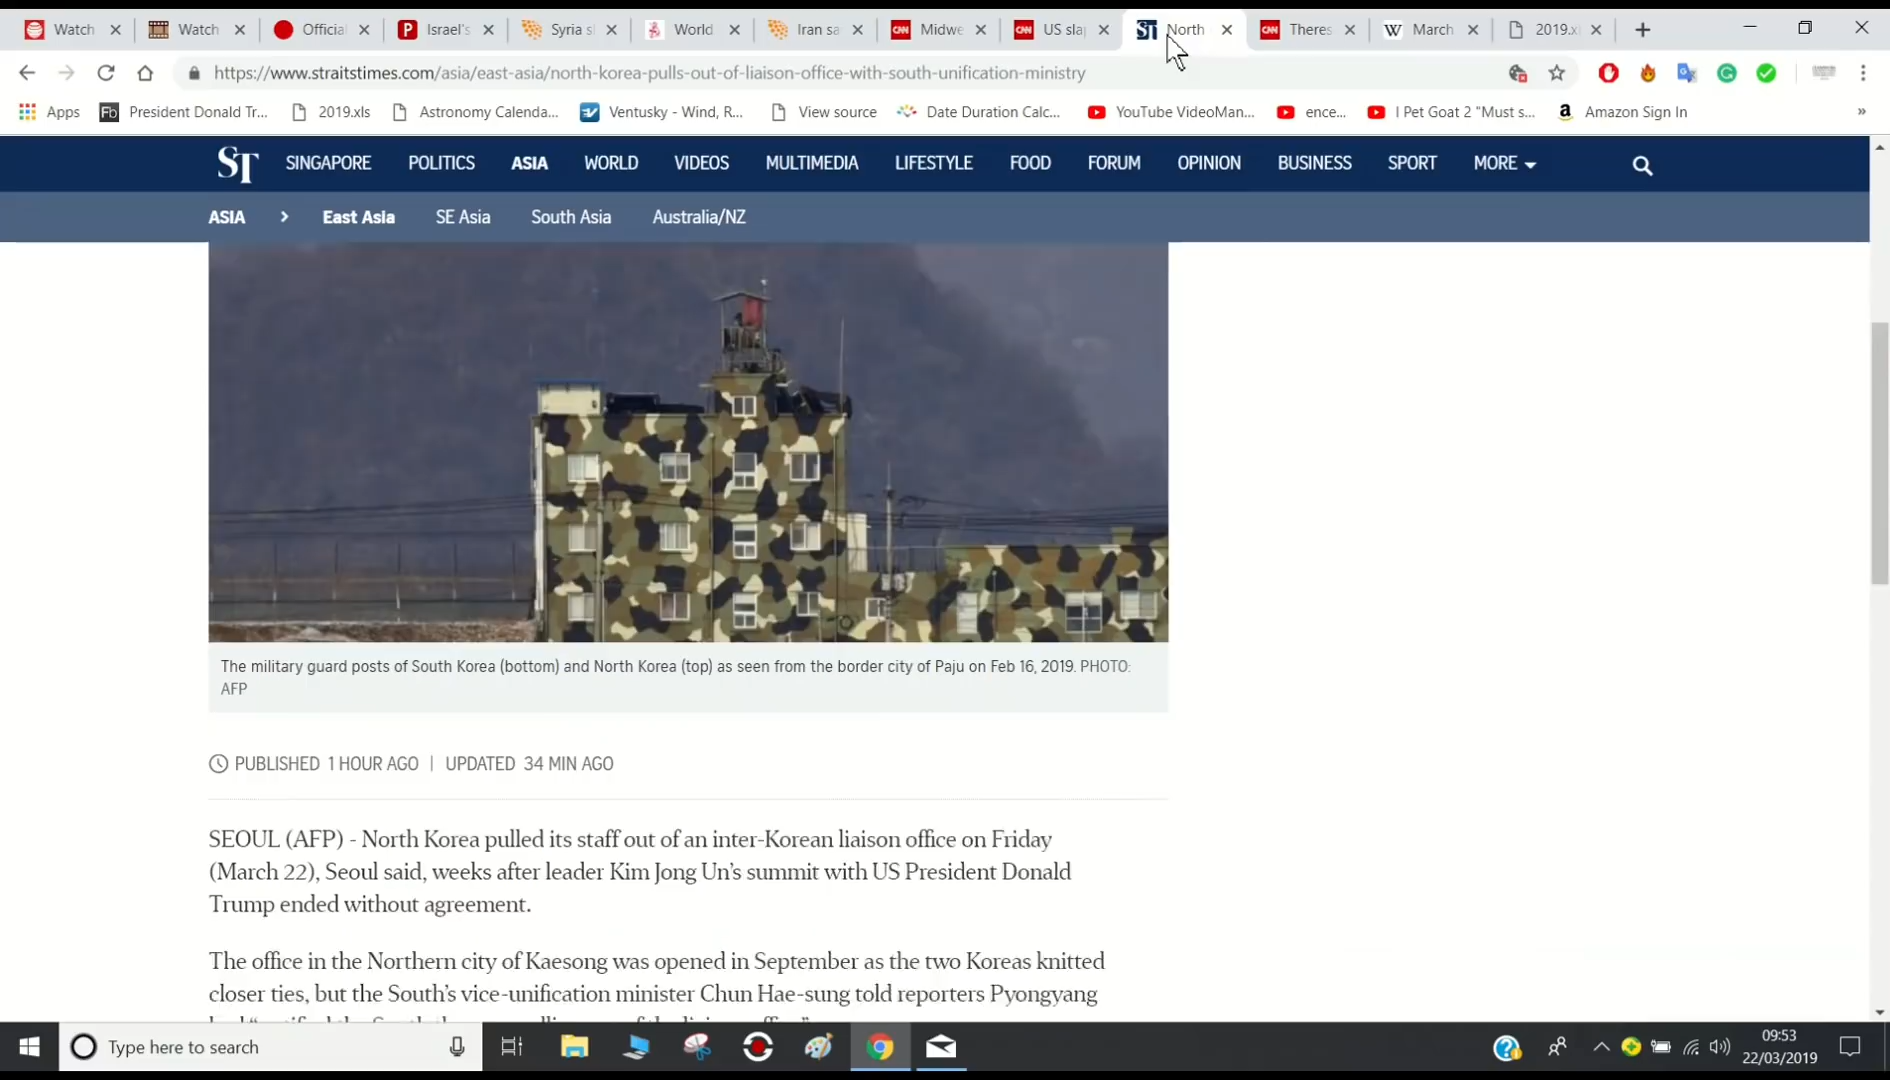 Watch
Watch
Official
Israel's
Syria s
World
Iran sa
Midwe
US sla
North
Theres
March
2019.x
https://www.straitstimes.com/asia/east-asia/north-korea-pulls-out-of-liaison-office-with-south-unification-ministry
Apps
President Donald Tr...
2019.xls
Astronomy Calenda...
Ventusky - Wind, R...
View source
Date Duration Calc...
YouTube VideoMan...
ence...
I Pet Goat 2 "Must s...
Amazon Sign In
»
ST SINGAPORE POLITICS ASIA WORLD VIDEOS MULTIMEDIA LIFESTYLE FOOD FORUM OPINION BUSINESS SPORT MORE
ASIA > East Asia SE Asia South Asia Australia/NZ
The military guard posts of South Korea (bottom) and North Korea (top) as seen from the border city of Paju on Feb 16, 2019. PHOTO:
AFP
PUBLISHED 1 HOUR AGO | UPDATED 34 MIN AGO
SEOUL (AFP) - North Korea pulled its staff out of an inter-Korean liaison office on Friday
(March 22), Seoul said, weeks after leader Kim Jong Un's summit with US President Donald
Trump ended without agreement.
The office in the Northern city of Kaesong was opened in September as the two Koreas knitted
closer ties, but the South's vice-unification minister Chun Hae-sung told reporters Pyongyang
Type here to search
09:53
22/03/2019